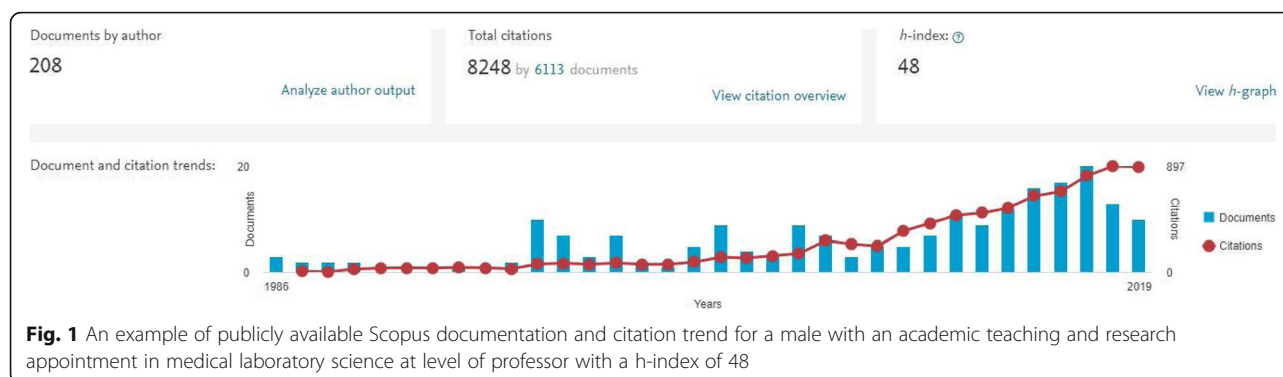 Documents by author
208
Analyze author output
Total citations
8248 by 6113 documents
View citation overview
h-index: ?
48
View h-graph
Document and citation trends:
20
Documents
0
1986
Years
2019
897
Citations
0
Documents
Citations
Fig. 1 An example of publicly available Scopus documentation and citation trend for a male with an academic teaching and research
appointment in medical laboratory science at level of professor with a h-index of 48